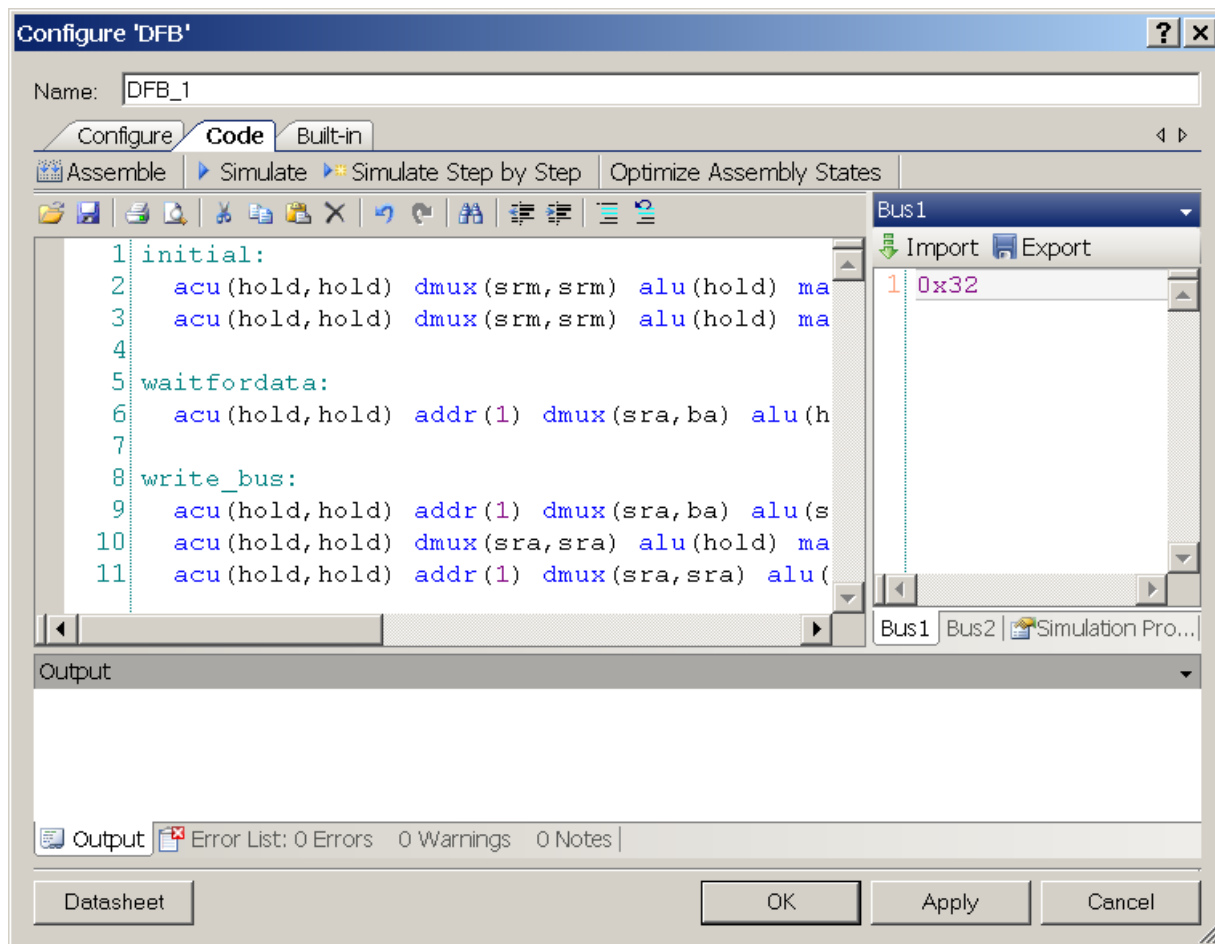 Configure 'DFB'
Name: DFB_1
Configure Code Built-in
Assemble Simulate Simulate Step by Step Optimize Assembly States
Bus1
Import Export
1 initial:
2 acu(hold,hold) dmux(srm,srm) alu(hold) ma
3 acu(hold,hold) dmux(srm,srm) alu(hold) ma
4
5 waitfordata:
6 acu(hold,hold) addr(1) dmux(sra,ba) alu(h
7
8 write_bus:
9 acu(hold,hold) addr(1) dmux(sra,ba) alu(s
10 acu(hold,hold) dmux(sra,sra) alu(hold) ma
11 acu(hold,hold) addr(1) dmux(sra,sra) alu(
1 0x32
Bus1 Bus2 Simulation Pro...
Output
Output Error List: 0 Errors 0 Warnings 0 Notes
Datasheet OK Apply Cancel